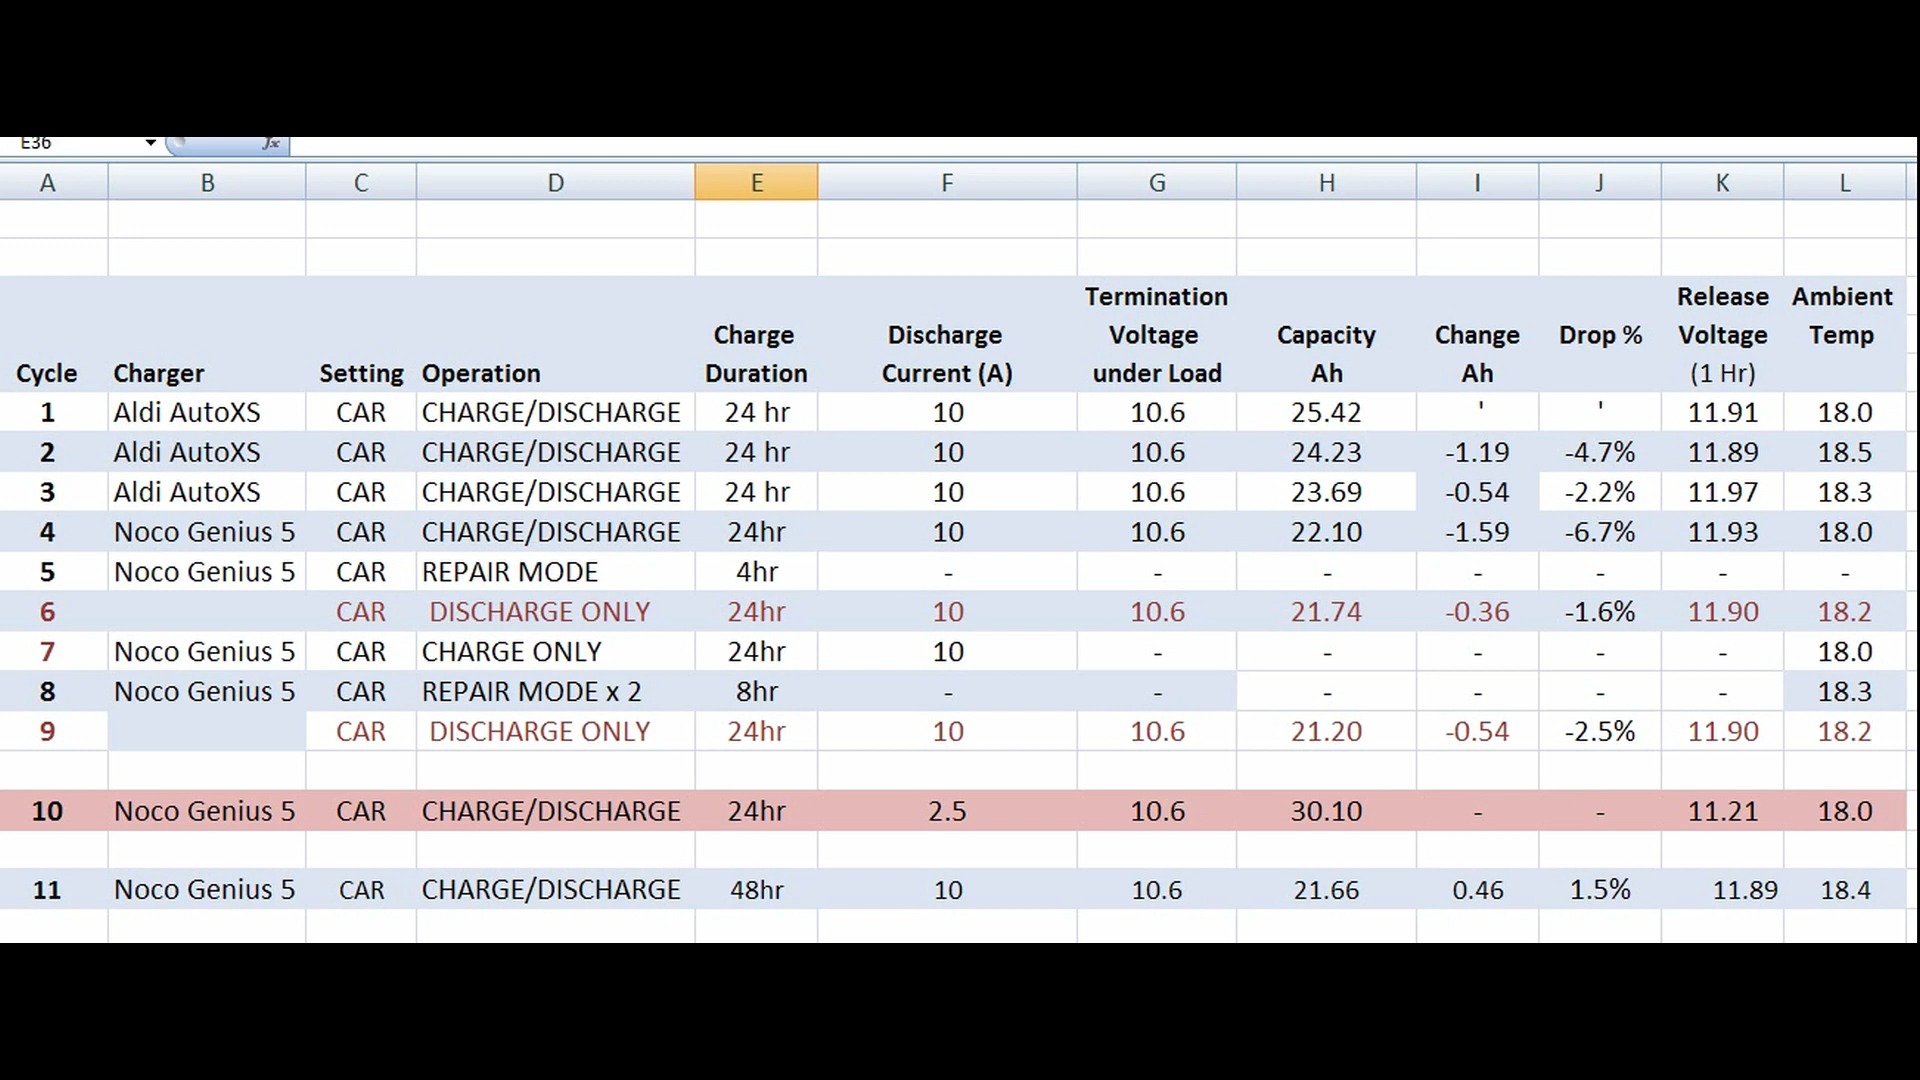 E36 fx
A B C D E F G H I J K L
Termination Release Ambient
Charge Discharge Voltage Capacity Change Drop % Voltage Temp
Cycle Charger Setting Operation Duration Current (A) under Load Ah Ah (1 Hr)
1 Aldi AutoXS CAR CHARGE/DISCHARGE 24 hr 10 10.6 25.42 ' ' 11.91 18.0
2 Aldi AutoXS CAR CHARGE/DISCHARGE 24 hr 10 10.6 24.23 -1.19 -4.7% 11.89 18.5
3 Aldi AutoXS CAR CHARGE/DISCHARGE 24 hr 10 10.6 23.69 -0.54 -2.2% 11.97 18.3
4 Noco Genius 5 CAR CHARGE/DISCHARGE 24hr 10 10.6 22.10 -1.59 -6.7% 11.93 18.0
5 Noco Genius 5 CAR REPAIR MODE 4hr - - - - - - -
6 CAR DISCHARGE ONLY 24hr 10 10.6 21.74 -0.36 -1.6% 11.90 18.2
7 Noco Genius 5 CAR CHARGE ONLY 24hr 10 - - - - - 18.0
8 Noco Genius 5 CAR REPAIR MODE x 2 8hr - - - - - - 18.3
9 CAR DISCHARGE ONLY 24hr 10 10.6 21.20 -0.54 -2.5% 11.90 18.2
10 Noco Genius 5 CAR CHARGE/DISCHARGE 24hr 2.5 10.6 30.10 - - 11.21 18.0
11 Noco Genius 5 CAR CHARGE/DISCHARGE 48hr 10 10.6 21.66 0.46 1.5% 11.89 18.4